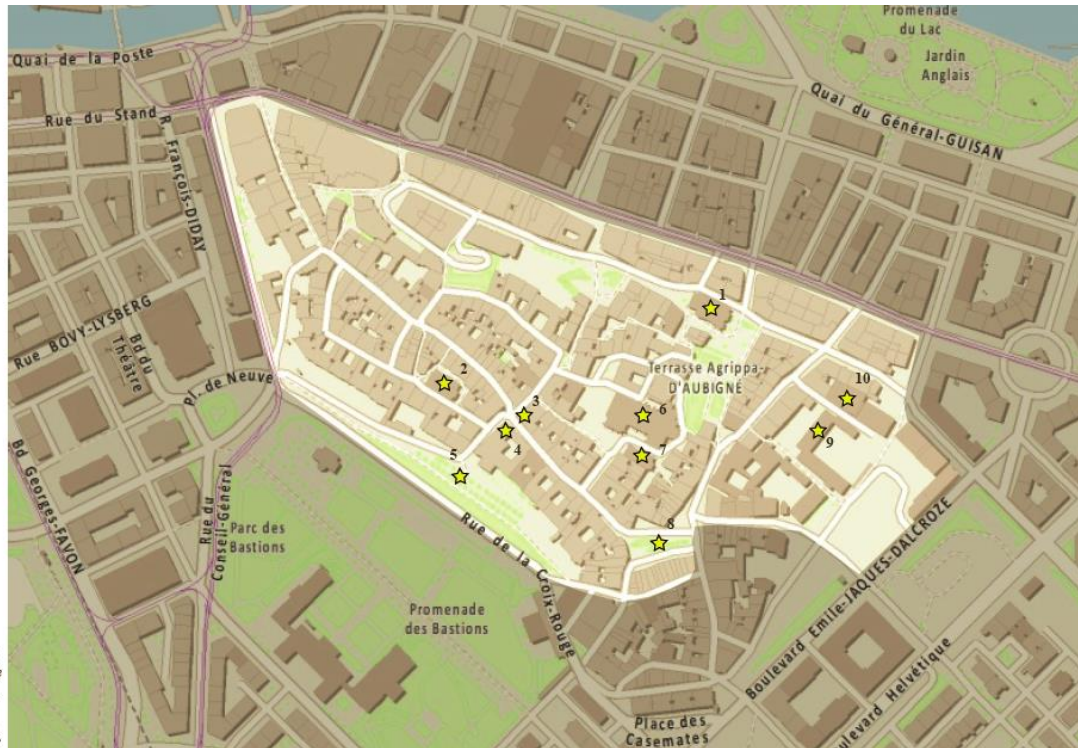 Promenade
du Lac
Jardin
Anglais
Quai de la Poste
Quai du Général-GUISAN
Rue du Stand
R. François-DIDAY
Rue BOVY-LYSBERG
Bd du
Théâtre
Pl. de Neuve
Bd Georges-FAVON
Rue du
Conseil-Général
Parc des
Bastions
Promenade
des Bastions
Rue de la Croix-Rouge
Terrasse Agrippa-
D'AUBIGNÉ
1
2
3
4
5
6
7
8
9
10
Boulevard Emile-JAQUES-DALCROZE
Boulevard Helvétique
Place des
Casemates